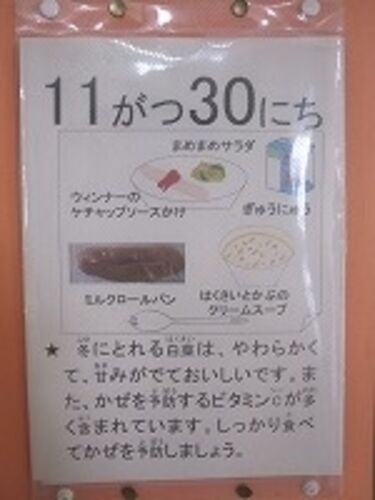 11がつ30にち
まめまめサラダ
ウィンナーの
ケチャップソースかけ
ぎゅうにゅう
ミルクロールパン
はくさいとかぶの
クリームスープ
★ 冬にとれる白菜は、やわらかく
て、甘みがでておいしいです。ま
た、かぜを予防するビタミンCが多
く含まれています。しっかり食べ
てかぜを予防しましょう。